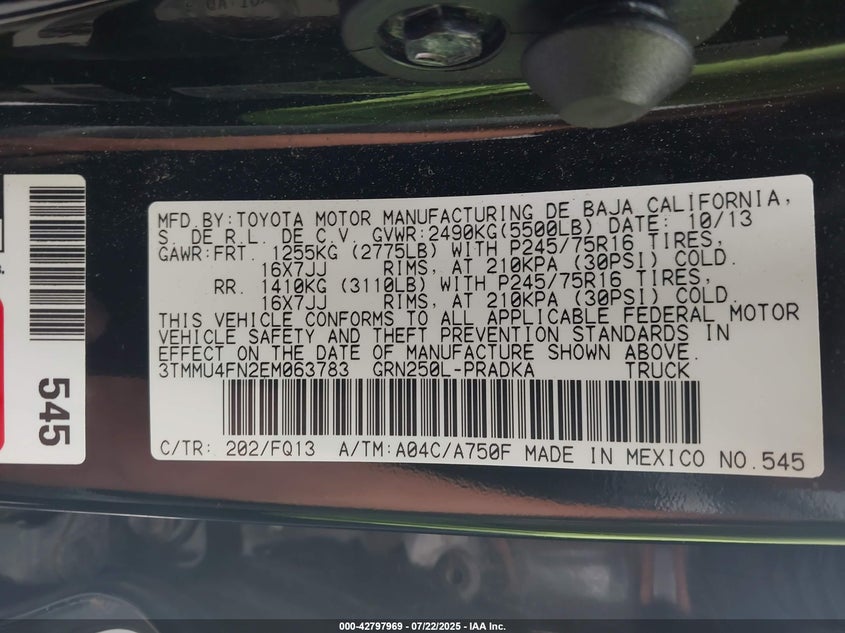 MFD.BY:TOYOTA MOTOR MANUFACTURING DE BAJA CALIFORNIA,
S. DE R.L. DE C.V. GVWR:2490KG(5500LB) DATE: 10/13
GAWR:FRT. 1255KG (2775LB) WITH P245/75R16 TIRES,
16X7JJ RIMS, AT 210KPA (30PSI) COLD.
RR. 1410KG (3110LB) WITH P245/75R16 TIRES,
16X7JJ RIMS, AT 210KPA (30PSI) COLD.
THIS VEHICLE CONFORMS TO ALL APPLICABLE FEDERAL MOTOR
VEHICLE SAFETY AND THEFT PREVENTION STANDARDS IN
EFFECT ON THE DATE OF MANUFACTURE SHOWN ABOVE.
3TMMU4FN2EM063783 GRN250L-PRADKA TRUCK
C/TR: 202/FQ13 A/TM:A04C/A750F MADE IN MEXICO NO.545
545
000-42797969 - 07/22/2025 - IAA Inc.